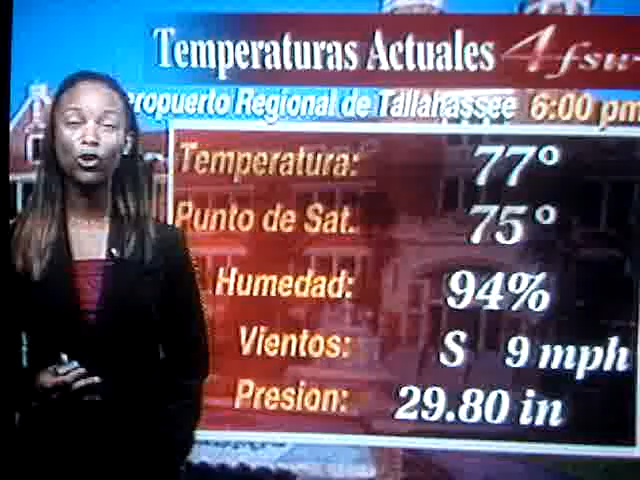 Temperaturas Actuales 4fsu
Aeropuerto Regional de Tallahassee 6:00 pm
Temperatura: 77°
Punto de Sat. 75°
Humedad: 94%
Vientos: S 9 mph
Presion: 29.80 in